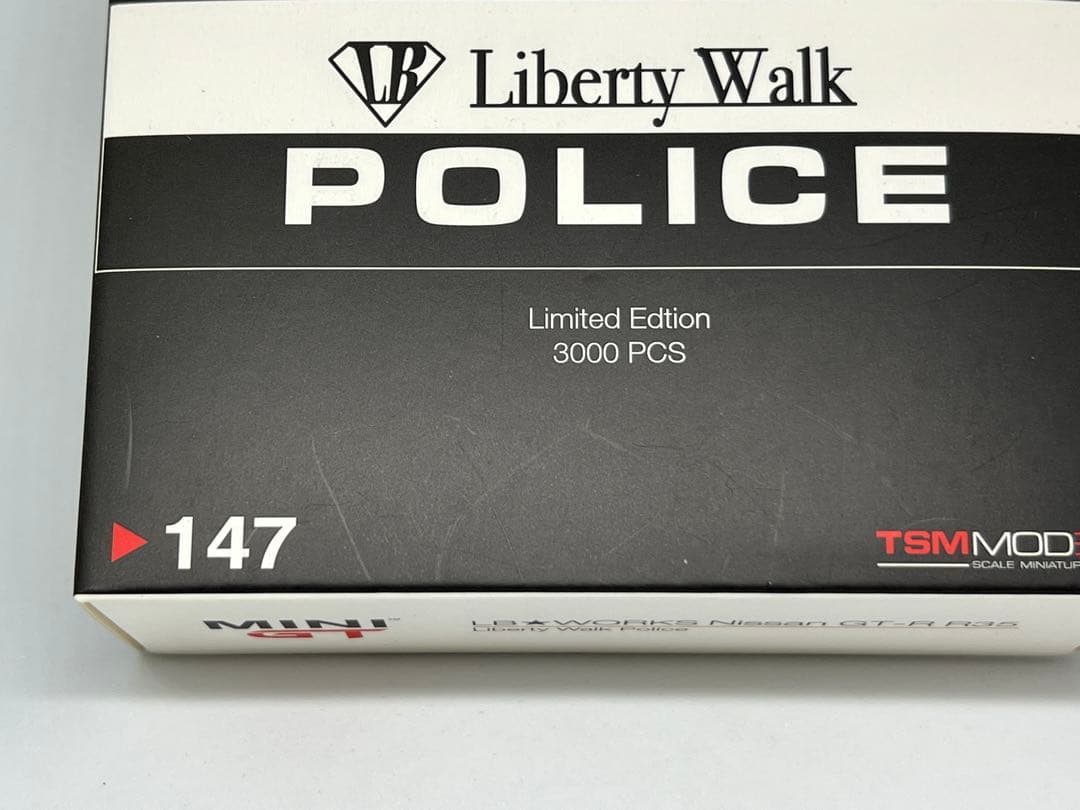 LB Liberty Walk
POLICE
Limited Edtion
3000 PCS
147
TSMMOD
SCALE MINIATUR
MINI GT
LB★WORKS Nissan GT-R R35
Liberty Walk Police